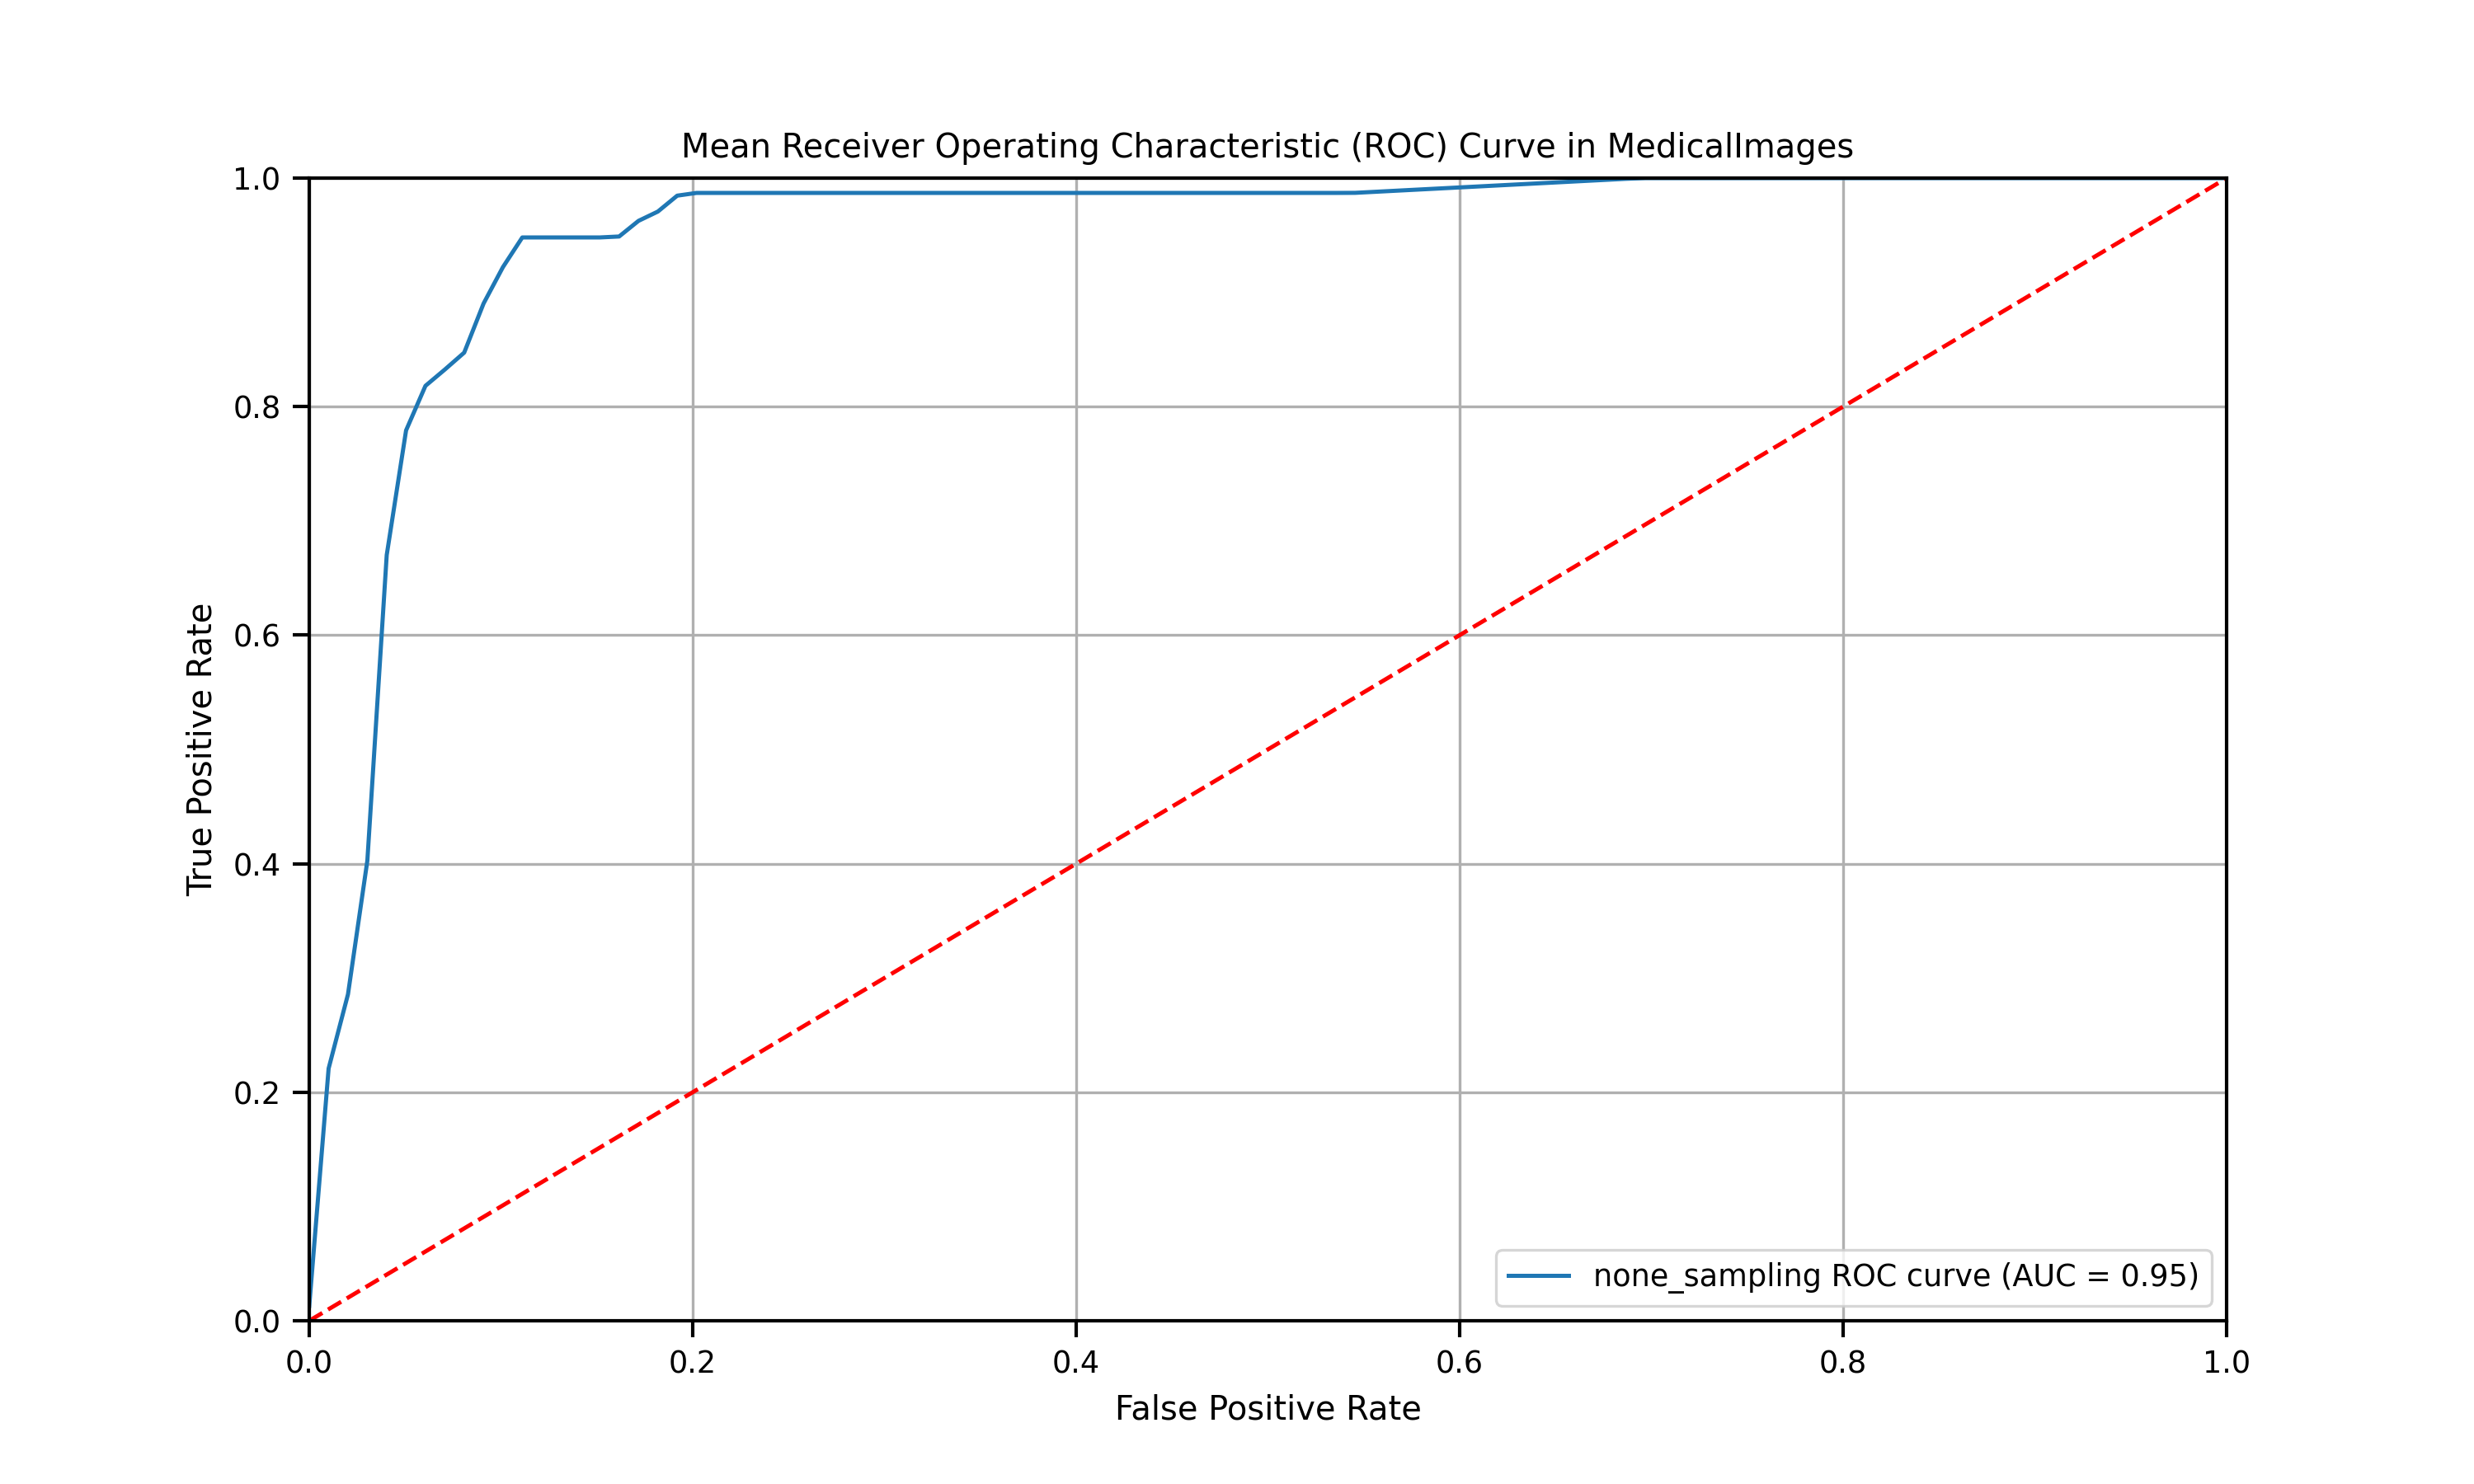 Mean Receiver Operating Characteristic (ROC) Curve in MedicalImages
1.0
0.8
0.6
0.4
0.2
0.0
True Positive Rate
none_sampling ROC curve (AUC = 0.95)
0.0 0.2 0.4 0.6 0.8 1.0
False Positive Rate